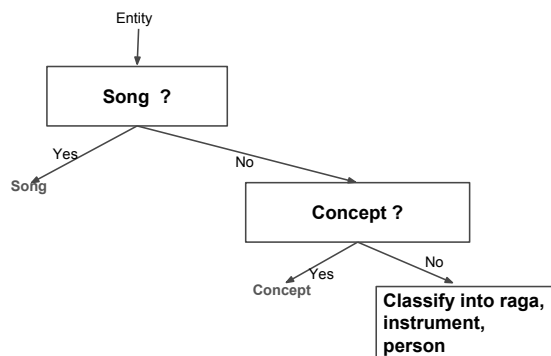 Entity
Song ?
Yes
No
Song
Concept ?
Yes
No
Concept
Classify into raga,
instrument,
person